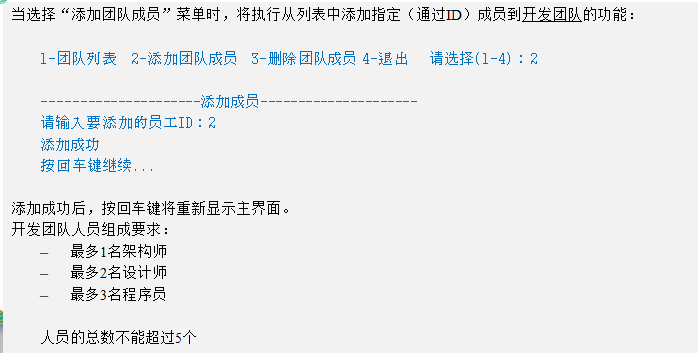 当选择“添加团队成员”菜单时，将执行从列表中添加指定（通过ID）成员到开发团队的功能：
1-团队列表 2-添加团队成员 3-删除团队成员 4-退出 请选择(1-4)：2
---------------------添加成员---------------------
请输入要添加的员工ID：2
添加成功
按回车键继续...
添加成功后，按回车键将重新显示主界面。
开发团队人员组成要求：
– 最多1名架构师
– 最多2名设计师
– 最多3名程序员
人员的总数不能超过5个